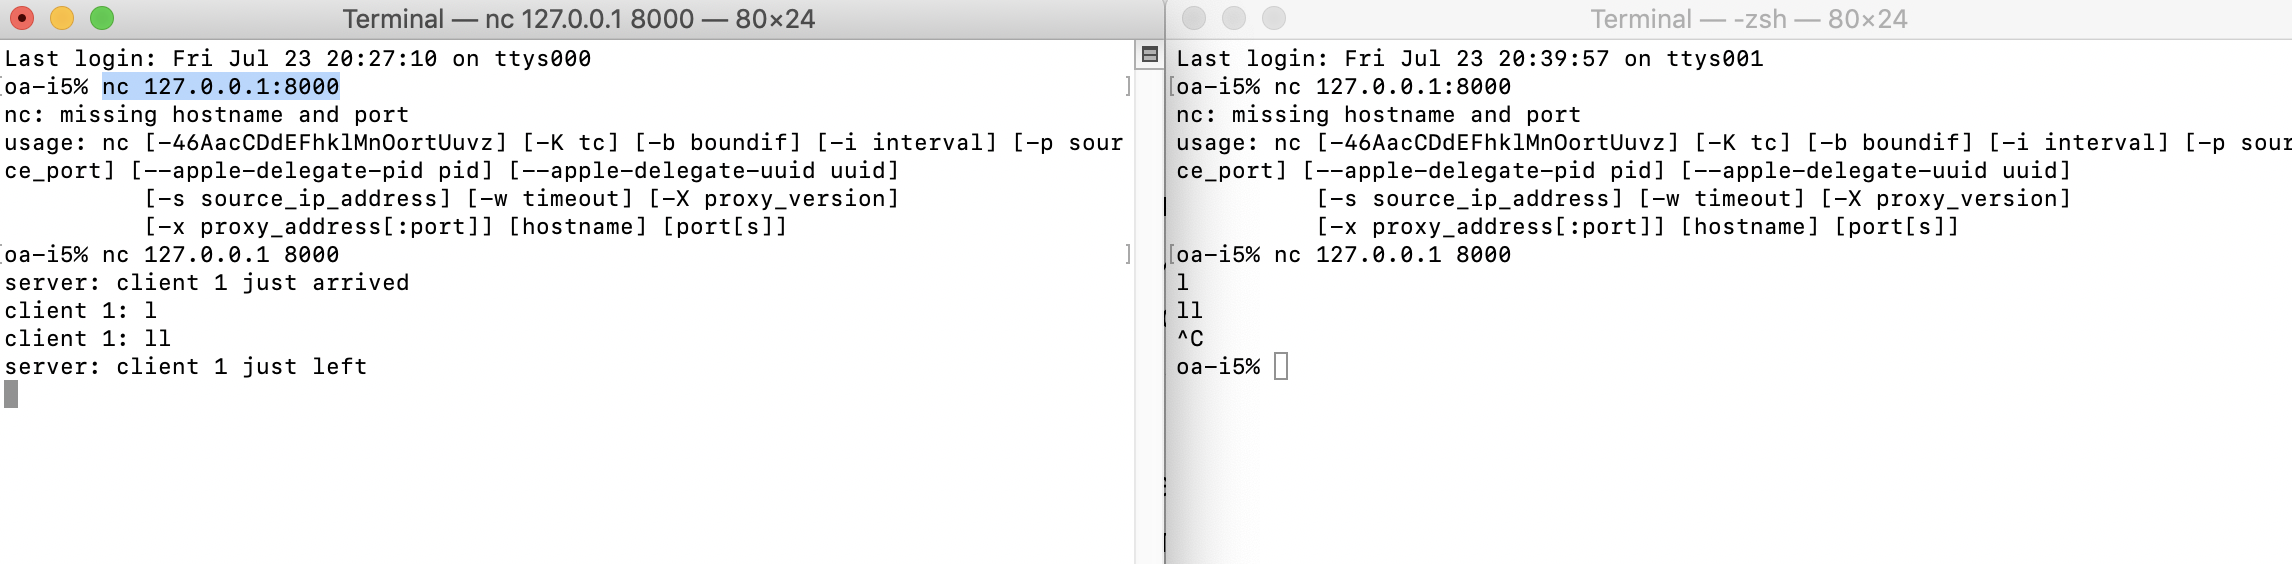 Terminal — nc 127.0.0.1 8000 — 80×24
Last login: Fri Jul 23 20:27:10 on ttys000
[oa-i5% nc 127.0.0.1:8000 ]
nc: missing hostname and port
usage: nc [-46AacCDdEFhklMnOortUuvz] [-K tc] [-b boundif] [-i interval] [-p sour
ce_port] [--apple-delegate-pid pid] [--apple-delegate-uuid uuid]
[-s source_ip_address] [-w timeout] [-X proxy_version]
[-x proxy_address[:port]] [hostname] [port[s]]
[oa-i5% nc 127.0.0.1 8000 ]
server: client 1 just arrived
client 1: l
client 1: ll
server: client 1 just left
Terminal — -zsh — 80×24
Last login: Fri Jul 23 20:39:57 on ttys001
[oa-i5% nc 127.0.0.1:8000
nc: missing hostname and port
usage: nc [-46AacCDdEFhklMnOortUuvz] [-K tc] [-b boundif] [-i interval] [-p sour
ce_port] [--apple-delegate-pid pid] [--apple-delegate-uuid uuid]
[-s source_ip_address] [-w timeout] [-X proxy_version]
[-x proxy_address[:port]] [hostname] [port[s]]
[oa-i5% nc 127.0.0.1 8000
l
ll
^C
oa-i5%